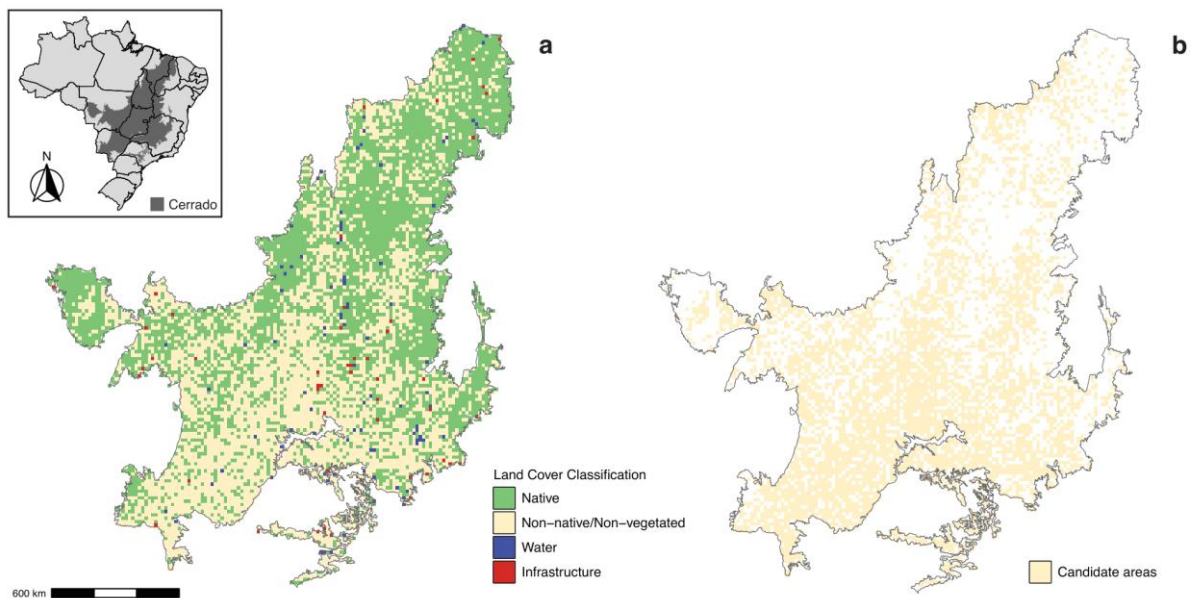 a
b
N
Cerrado
Land Cover Classification
Native
Non−native/Non−vegetated
Water
Infrastructure
600 km
Candidate areas